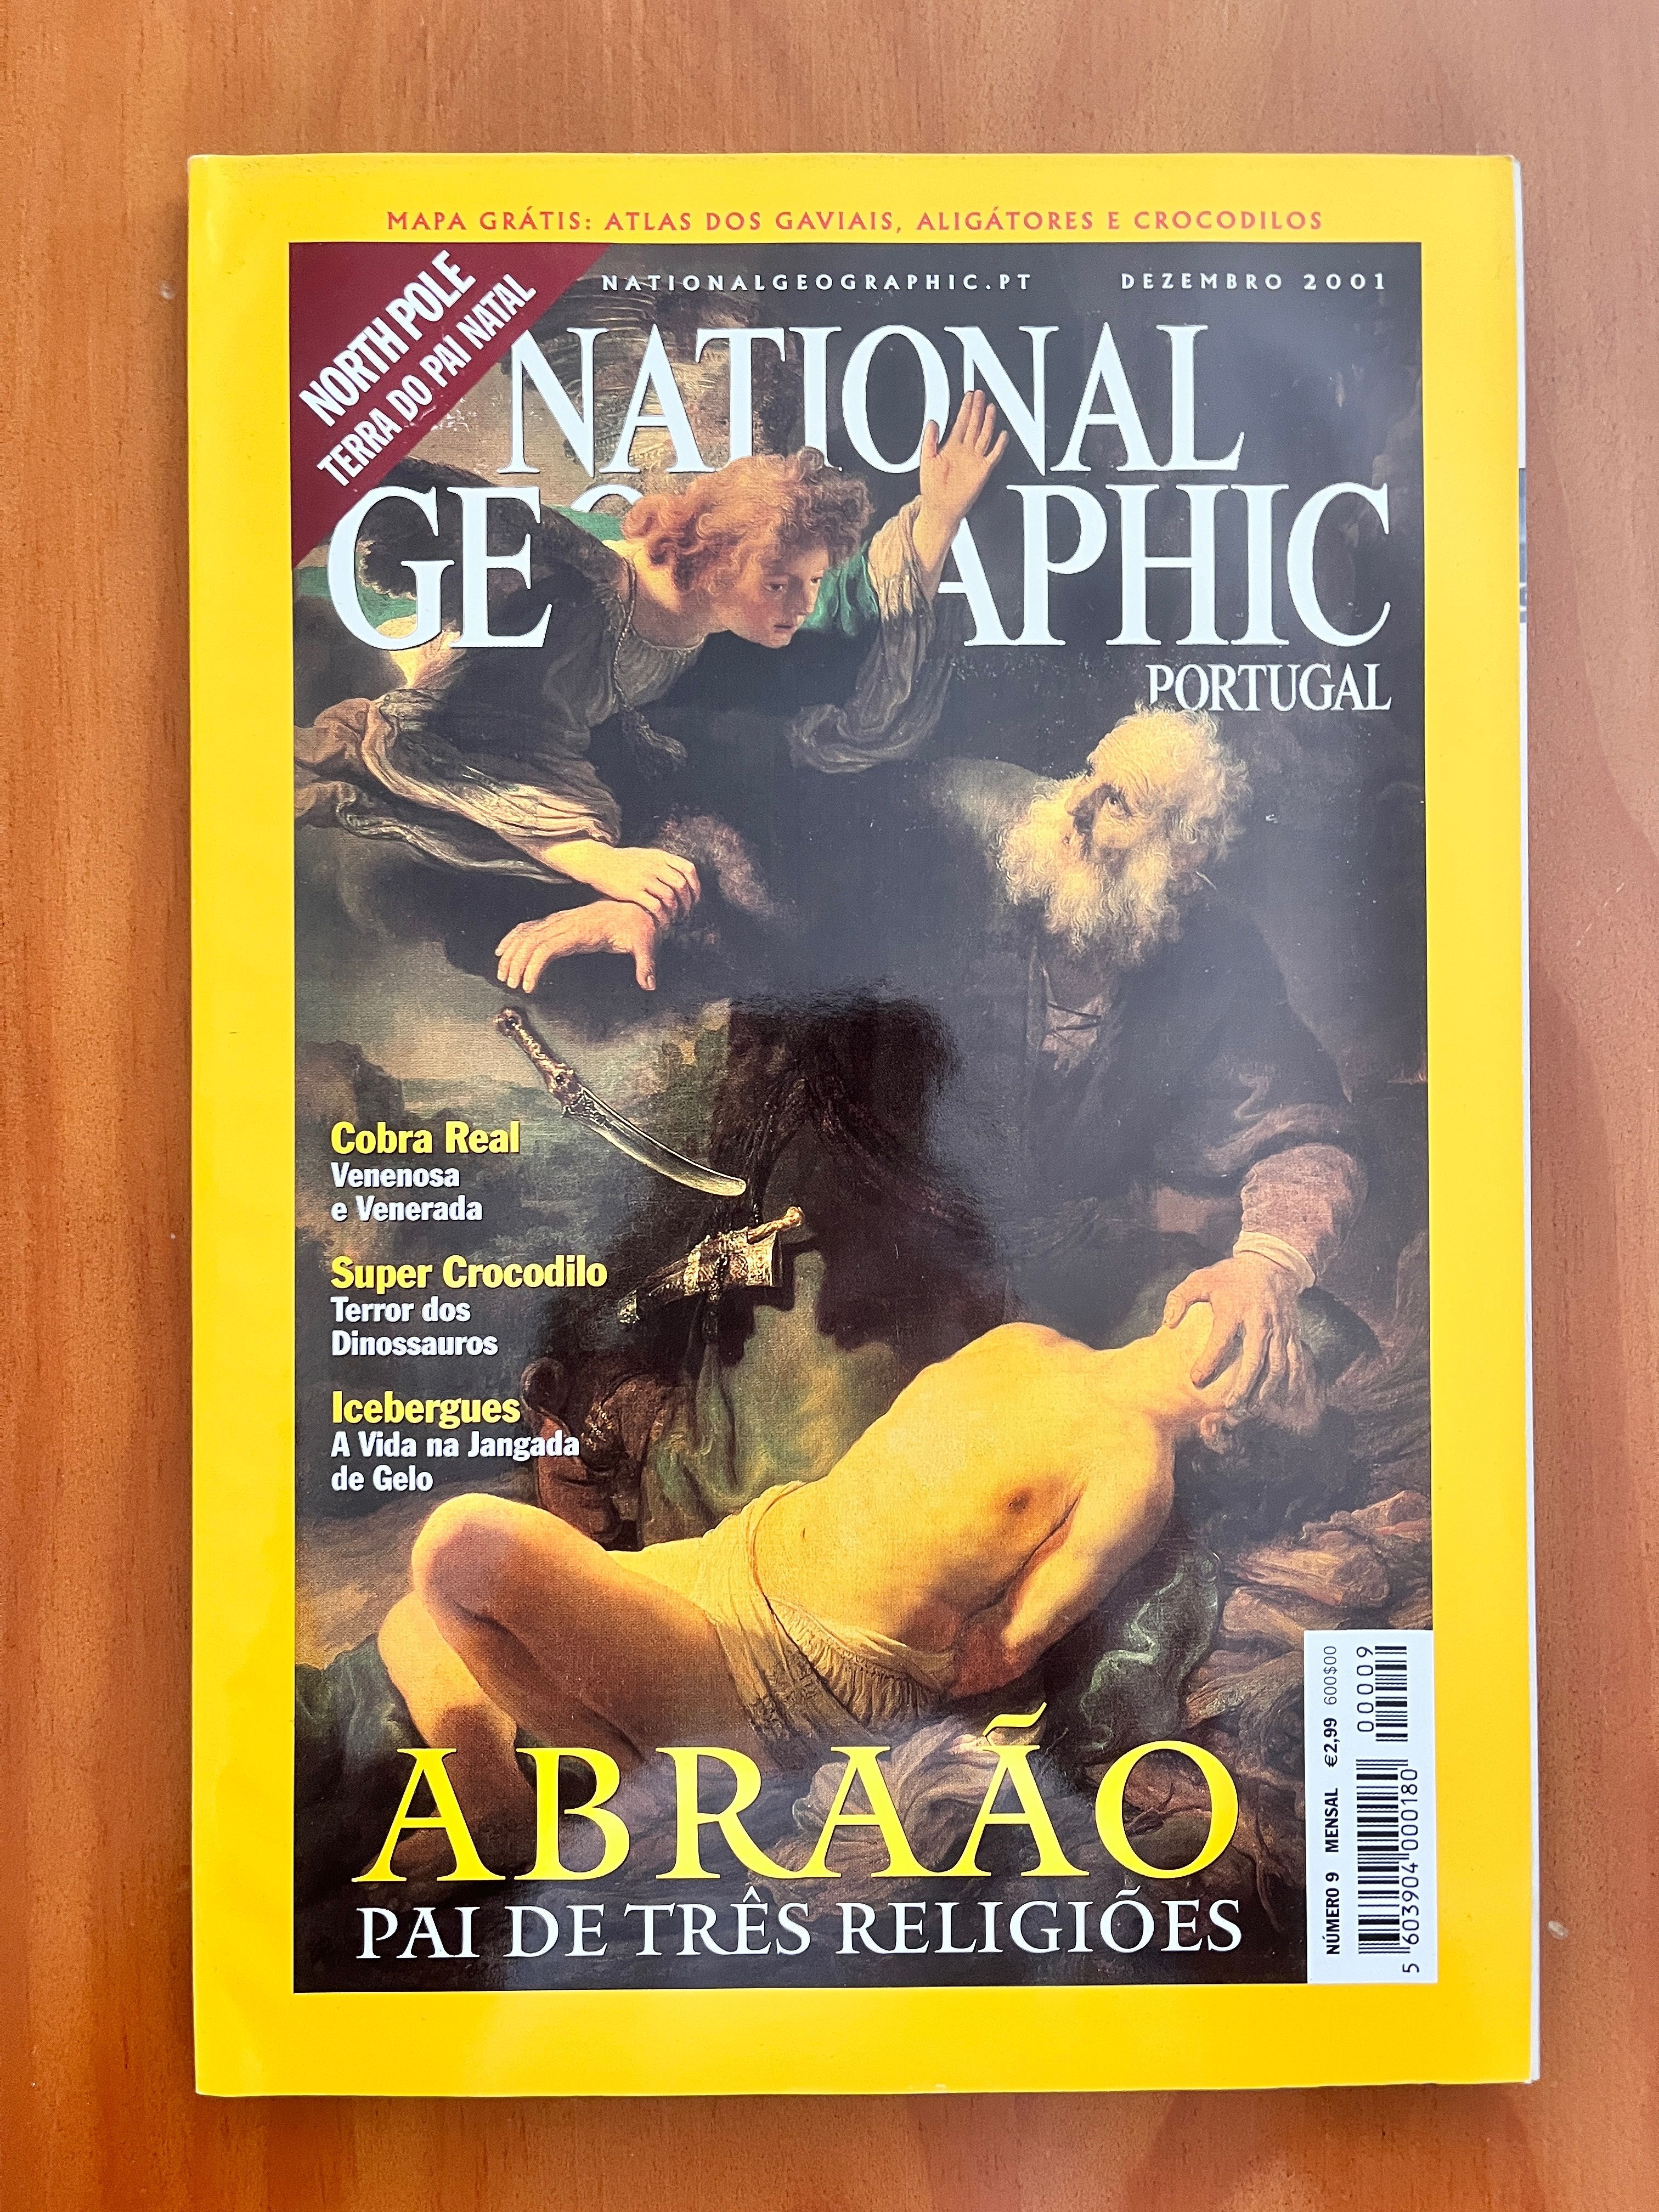 MAPA GRÁTIS: ATLAS DOS GAVIAIS, ALIGÁTORES E CROCODILOS
NORTH POLE
TERRA DO PAI NATAL
NATIONALGEOGRAPHIC.PT DEZEMBRO 2001
NATIONAL
GEOGRAPHIC
PORTUGAL
Cobra Real
Venenosa
e Venerada
Super Crocodilo
Terror dos
Dinossauros
Icebergues
A Vida na Jangada
de Gelo
ABRAÃO
PAI DE TRÊS RELIGIÕES
NÚMERO 9 MENSAL €2,99 600$00
5 603904 000180 00009